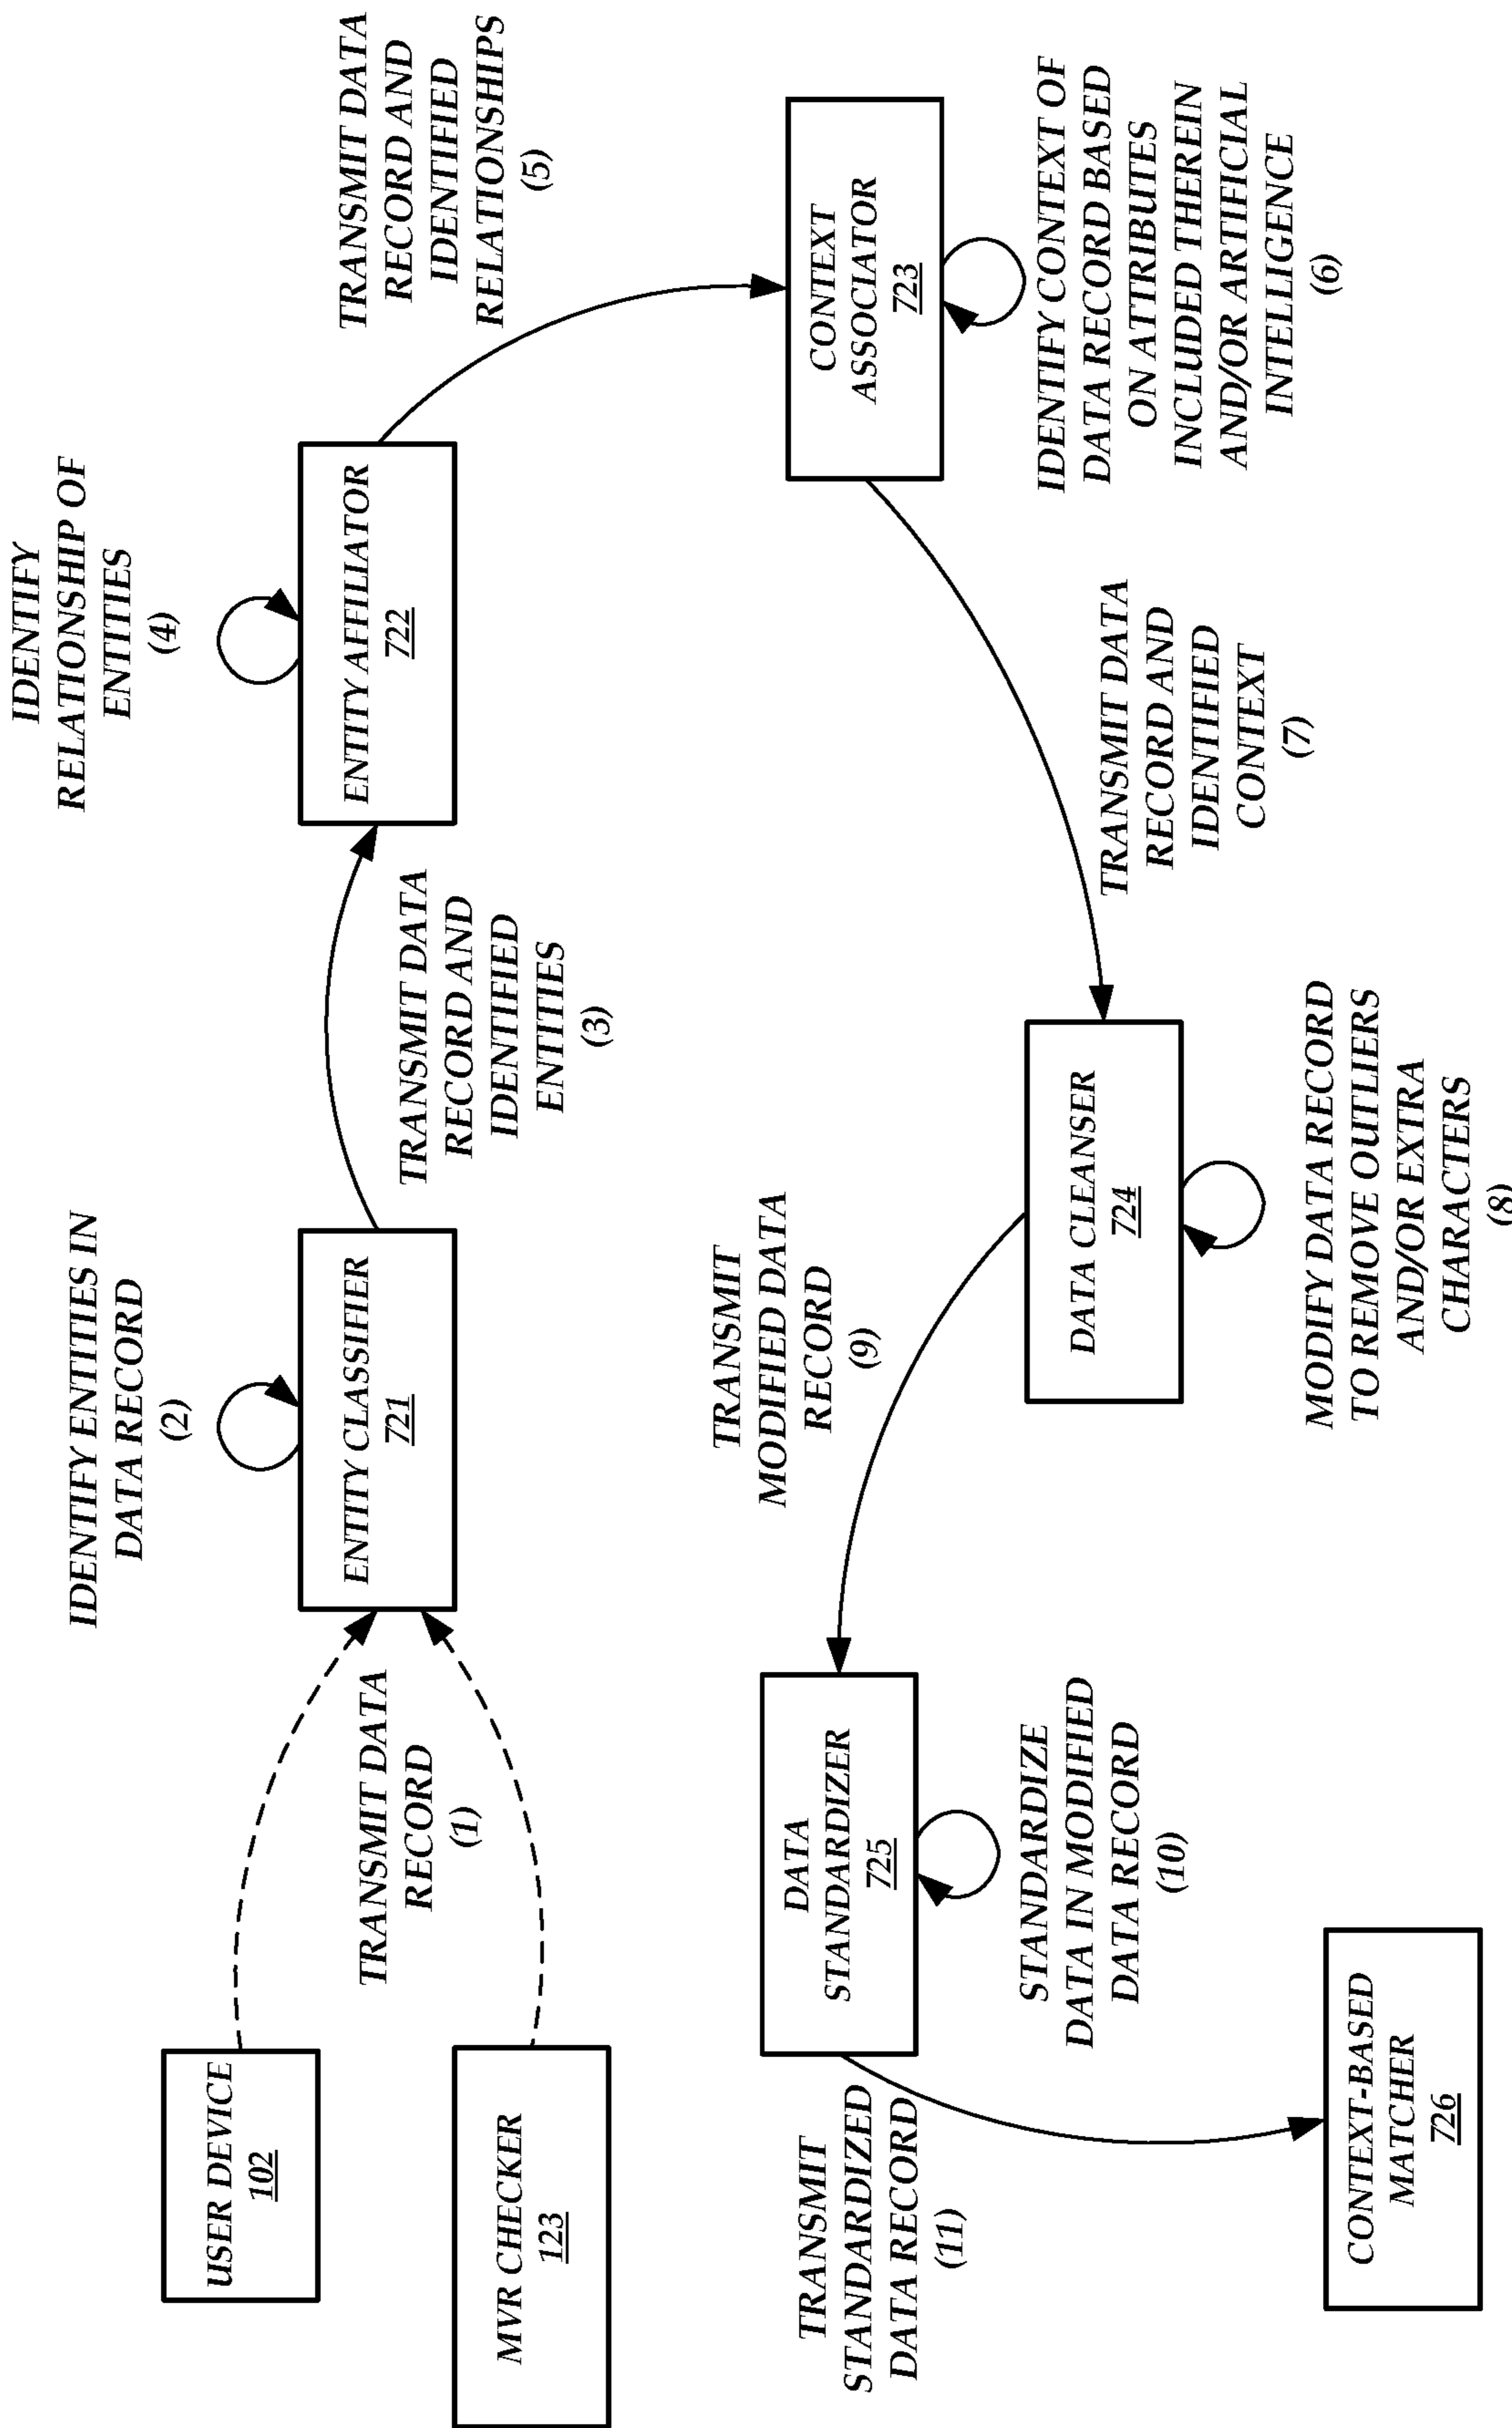 USER DEVICE
102
MVR CHECKER
123
TRANSMIT DATA
RECORD
(1)
IDENTIFY ENTITIES IN
DATA RECORD
(2)
ENTITY CLASSIFIER
721
TRANSMIT DATA
RECORD AND
IDENTIFIED
ENTITIES
(3)
IDENTIFY
RELATIONSHIP OF
ENTITIES
(4)
ENTITY AFFILIATOR
722
TRANSMIT DATA
RECORD AND
IDENTIFIED
RELATIONSHIPS
(5)
CONTEXT
ASSOCIATOR
723
IDENTIFY CONTEXT OF
DATA RECORD BASED
ON ATTRIBUTES
INCLUDED THEREIN
AND/OR ARTIFICIAL
INTELLIGENCE
(6)
TRANSMIT DATA
RECORD AND
IDENTIFIED
CONTEXT
(7)
DATA CLEANSER
724
MODIFY DATA RECORD
TO REMOVE OUTLIERS
AND/OR EXTRA
CHARACTERS
(8)
TRANSMIT
MODIFIED DATA
RECORD
(9)
DATA
STANDARDIZER
725
STANDARDIZE
DATA IN MODIFIED
DATA RECORD
(10)
TRANSMIT
STANDARDIZED
DATA RECORD
(11)
CONTEXT-BASED
MATCHER
726